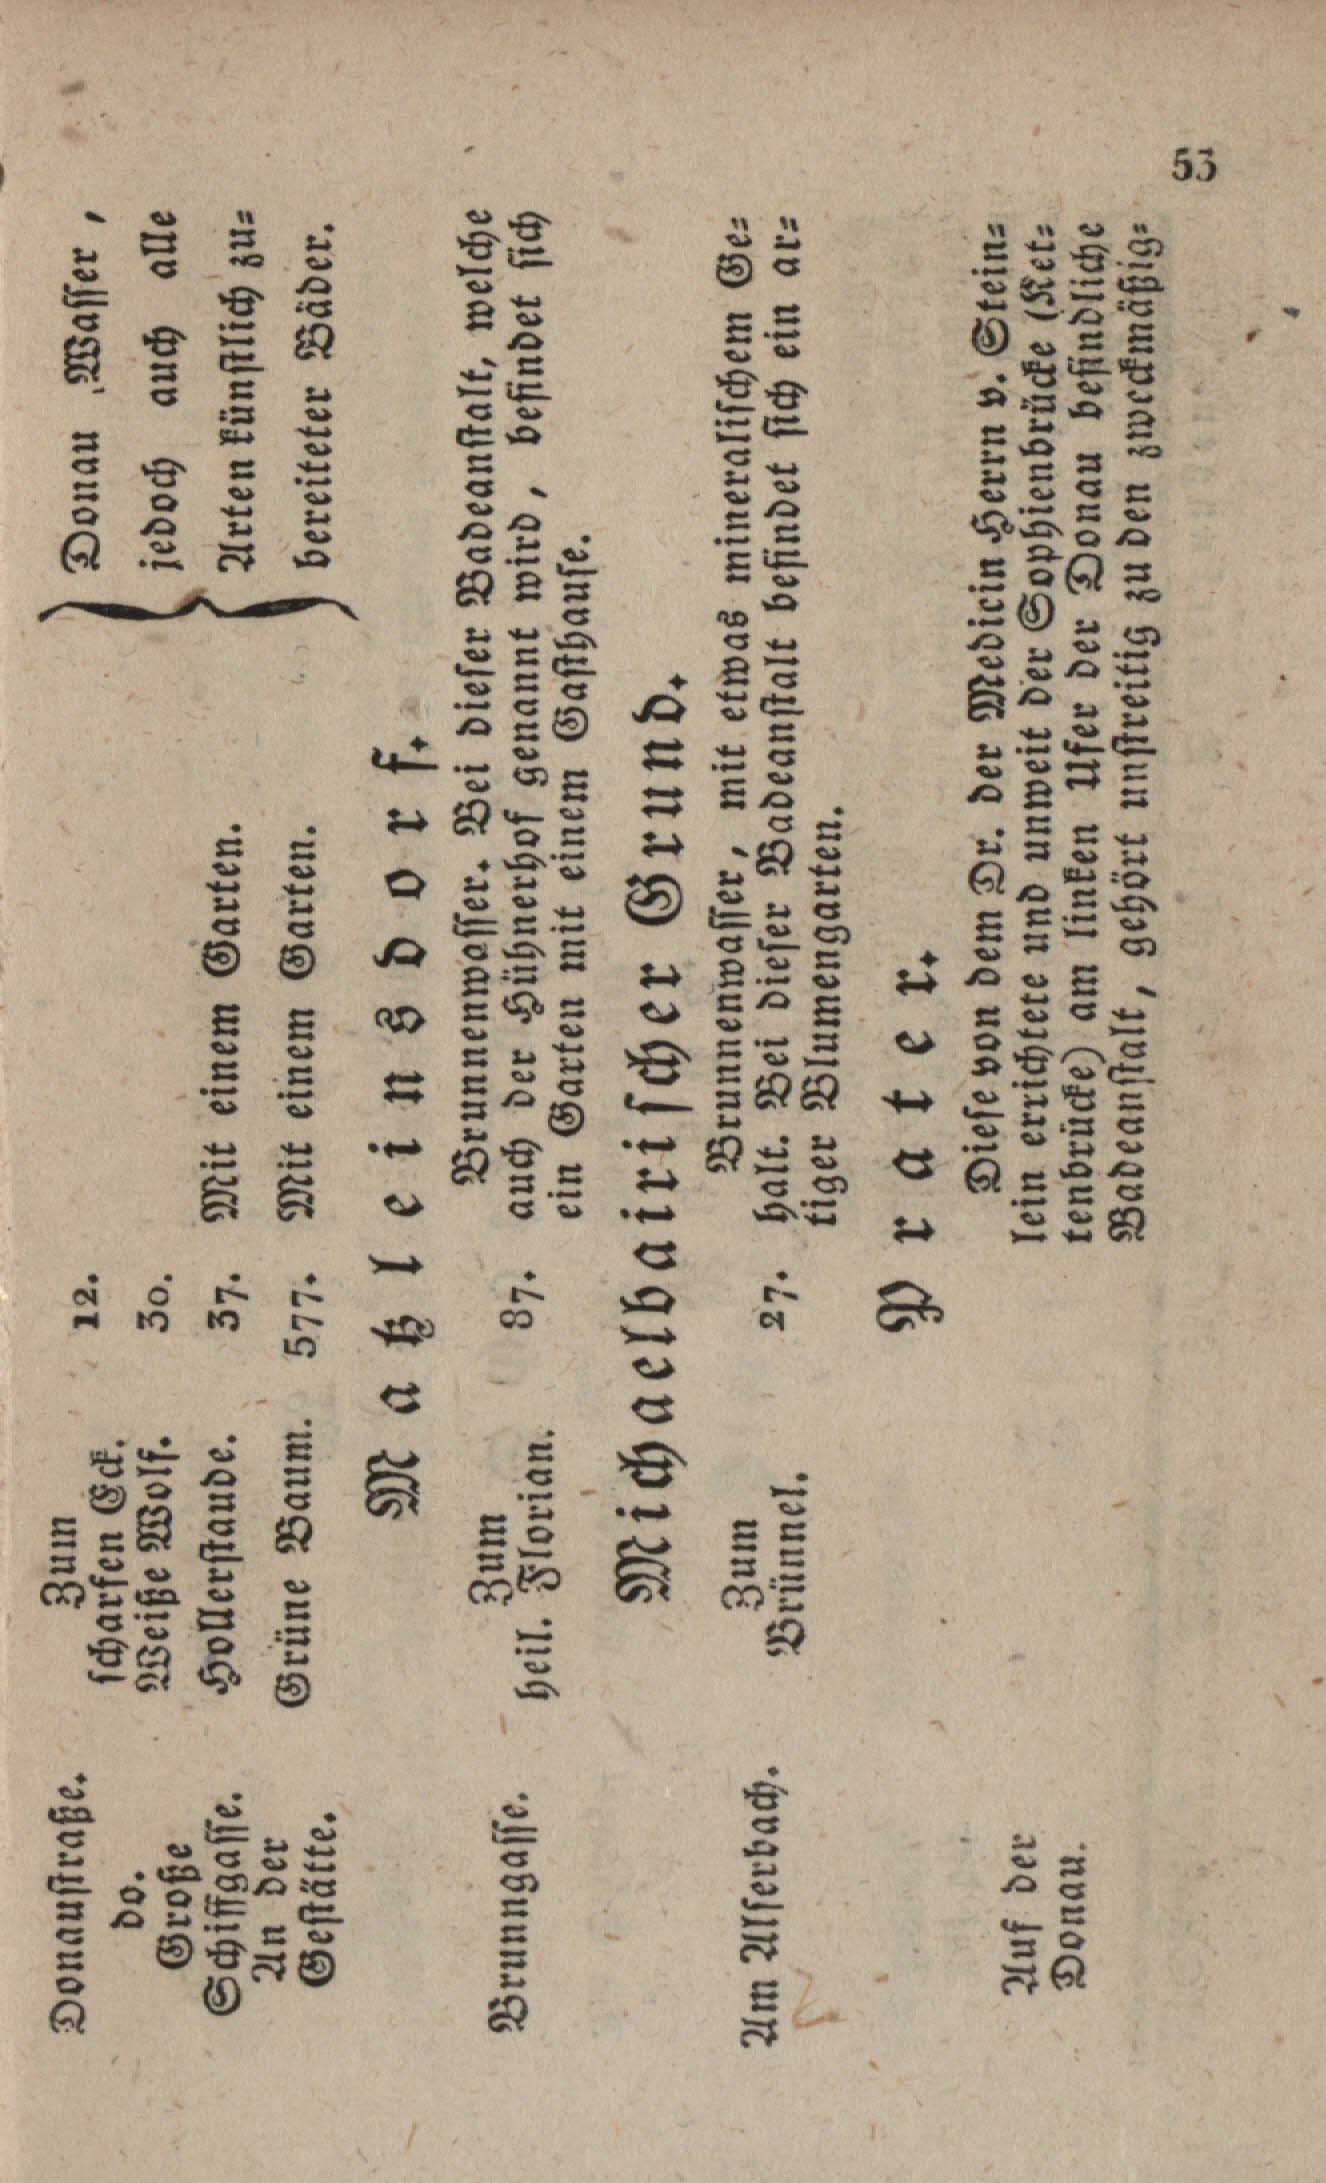 Donaustraße. Zum scharfen Eck. 12.
do. Weiße Wolf. 30.
Große Schiffgasse. Hollerstaude. 37. Mit einem Garten.
An der Gestätte. Grüne Baum. 577. Mit einem Garten.
Donau Wasser,
jedoch auch alle
Arten künstlich zu=
bereiteter Bäder.
Matzleinsdorf.
Brunngasse.
Zum
heil. Florian.
87.
Brunnenwasser. Bei dieser Badeanstalt, welche
auch der Hühnerhof genannt wird, befindet sich
ein Garten mit einem Gasthause.
Michaelbairischer Grund.
Am Alserbach.
Zum
Brünnel.
27.
Brunnenwasser, mit etwas mineralischem Ge=
halt. Bei dieser Badeanstalt befindet sich ein ar=
tiger Blumengarten.
Prater.
Auf der
Donau.
Diese von dem Dr. der Medicin Herrn v. Stein=
lein errichtete und unweit der Sophienbrücke (Ket=
tenbrücke) am linken Ufer der Donau befindliche
Badeanstalt, gehört unstreitig zu den zweckmäßig=
53